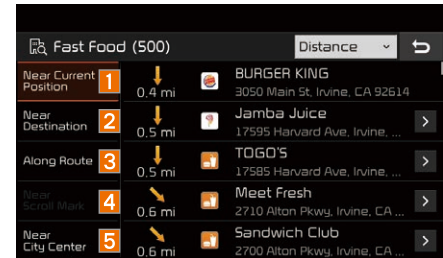 Fast Food (500)
Distance
Near Current
Position
1
0.4 mi
BURGER KING
3050 Main St, Irvine, CA 92614
Near
Destination
2
0.5 mi
Jamba Juice
17595 Harvard Ave, Irvine, ...
Along Route
3
0.5 mi
TOGO'S
17585 Harvard Ave, Irvine, ...
Near
Scroll Mark
4
0.6 mi
Meet Fresh
2710 Alton Pkwy, Irvine, CA ...
Near
City Center
5
0.6 mi
Sandwich Club
2700 Alton Pkwy, Irvine, CA ...